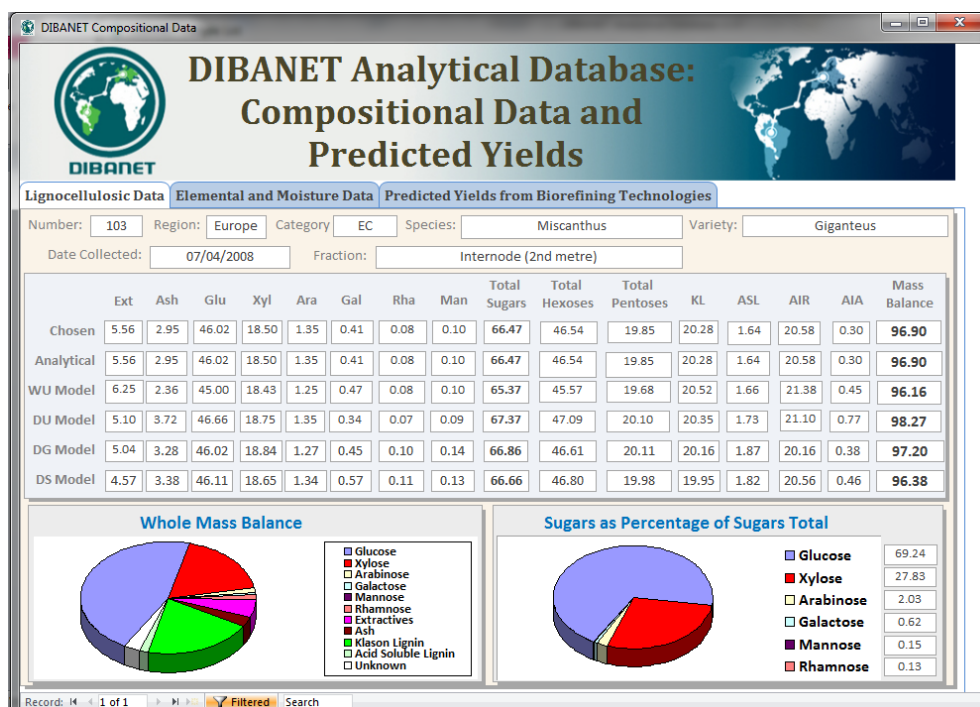 DIBANET Compositional Data
DIBANET Analytical Database:
Compositional Data and
Predicted Yields
DIBANET
Lignocellulosic Data Elemental and Moisture Data Predicted Yields from Biorefining Technologies
Number: 103 Region: Europe Category EC Species: Miscanthus Variety: Giganteus
Date Collected: 07/04/2008 Fraction: Internode (2nd metre)
Ext Ash Glu Xyl Ara Gal Rha Man Total Sugars Total Hexoses Total Pentoses KL ASL AIR AIA Mass Balance
Chosen 5.56 2.95 46.02 18.50 1.35 0.41 0.08 0.10 66.47 46.54 19.85 20.28 1.64 20.58 0.30 96.90
Analytical 5.56 2.95 46.02 18.50 1.35 0.41 0.08 0.10 66.47 46.54 19.85 20.28 1.64 20.58 0.30 96.90
WU Model 6.25 2.36 45.00 18.43 1.25 0.47 0.08 0.10 65.37 45.57 19.68 20.52 1.66 21.38 0.45 96.16
DU Model 5.10 3.72 46.66 18.75 1.35 0.34 0.07 0.09 67.37 47.09 20.10 20.35 1.73 21.10 0.77 98.27
DG Model 5.04 3.28 46.02 18.84 1.27 0.45 0.10 0.14 66.86 46.61 20.11 20.16 1.87 20.16 0.38 97.20
DS Model 4.57 3.38 46.11 18.65 1.34 0.57 0.11 0.13 66.66 46.80 19.98 19.95 1.82 20.56 0.46 96.38
Whole Mass Balance
Glucose
Xylose
Arabinose
Galactose
Mannose
Rhamnose
Extractives
Ash
Klason Lignin
Acid Soluble Lignin
Unknown
Sugars as Percentage of Sugars Total
Glucose 69.24
Xylose 27.83
Arabinose 2.03
Galactose 0.62
Mannose 0.15
Rhamnose 0.13
Record: 1 of 1 Filtered Search